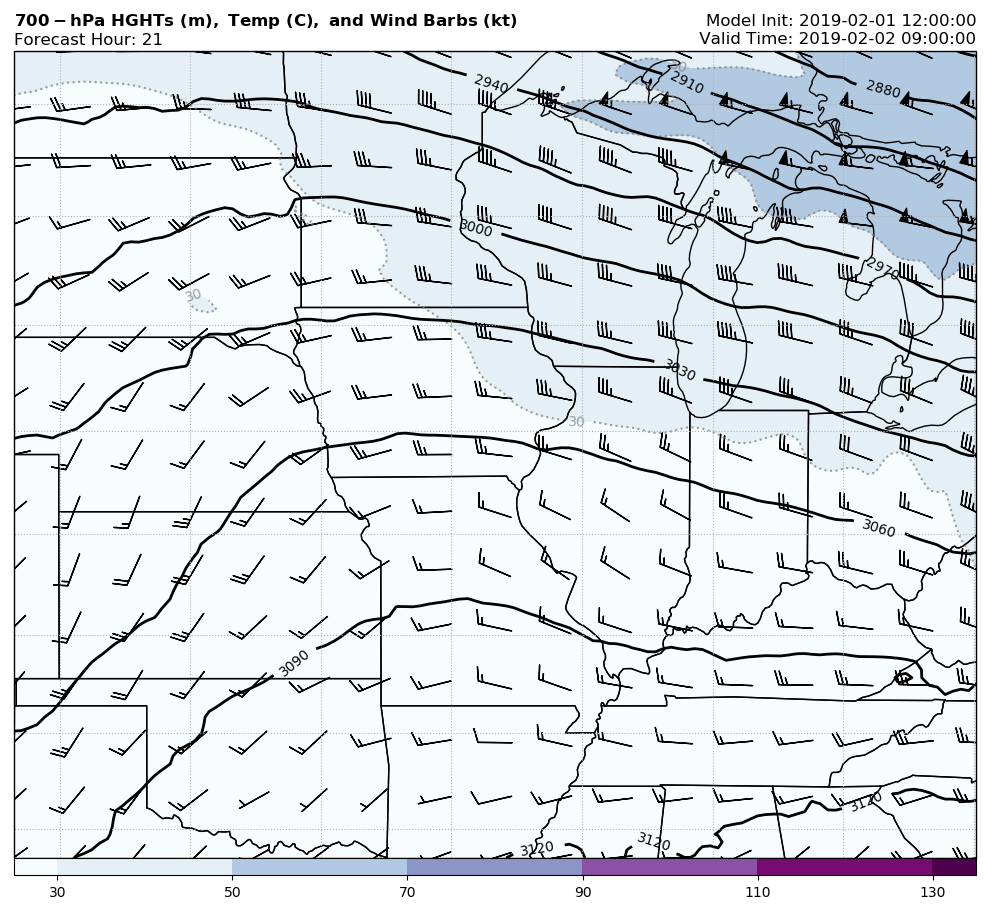 700-hPa HGHTs (m), Temp (C), and Wind Barbs (kt)
Model Init: 2019-02-01 12:00:00
Forecast Hour: 21
Valid Time: 2019-02-02 09:00:00
2940
2910
2880
3000
2970
30
3030
30
3060
3090
3120
3120
3120
30 50 70 90 110 130